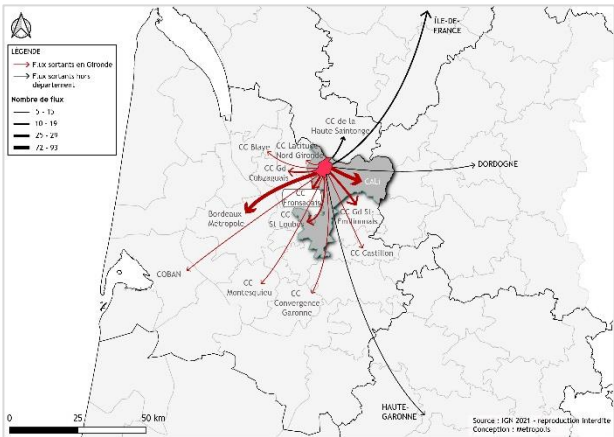 LÉGENDE
Flux sortants en Gironde
Flux sortants hors
département
Nombre de flux
5 - 15
10 - 19
25 - 29
72 - 93
ÎLE-DE-
FRANCE
CC de la
Haute Saintonge
CC Latitude
Nord Gironde
CC Blaye
CC Gd
Cubzaguais
DORDOGNE
CALI
CC
Fronsadais
Bordeaux
Metropole
CC
St Loubès
CC Gd St-
Emilionnais
CC Castillon
COBAN
CC
Montesquieu
CC
Convergence
Garonne
HAUTE-
GARONNE
0 25 50 km
Source : IGN 2021 - reproduction interdite
Conception : Metropolis